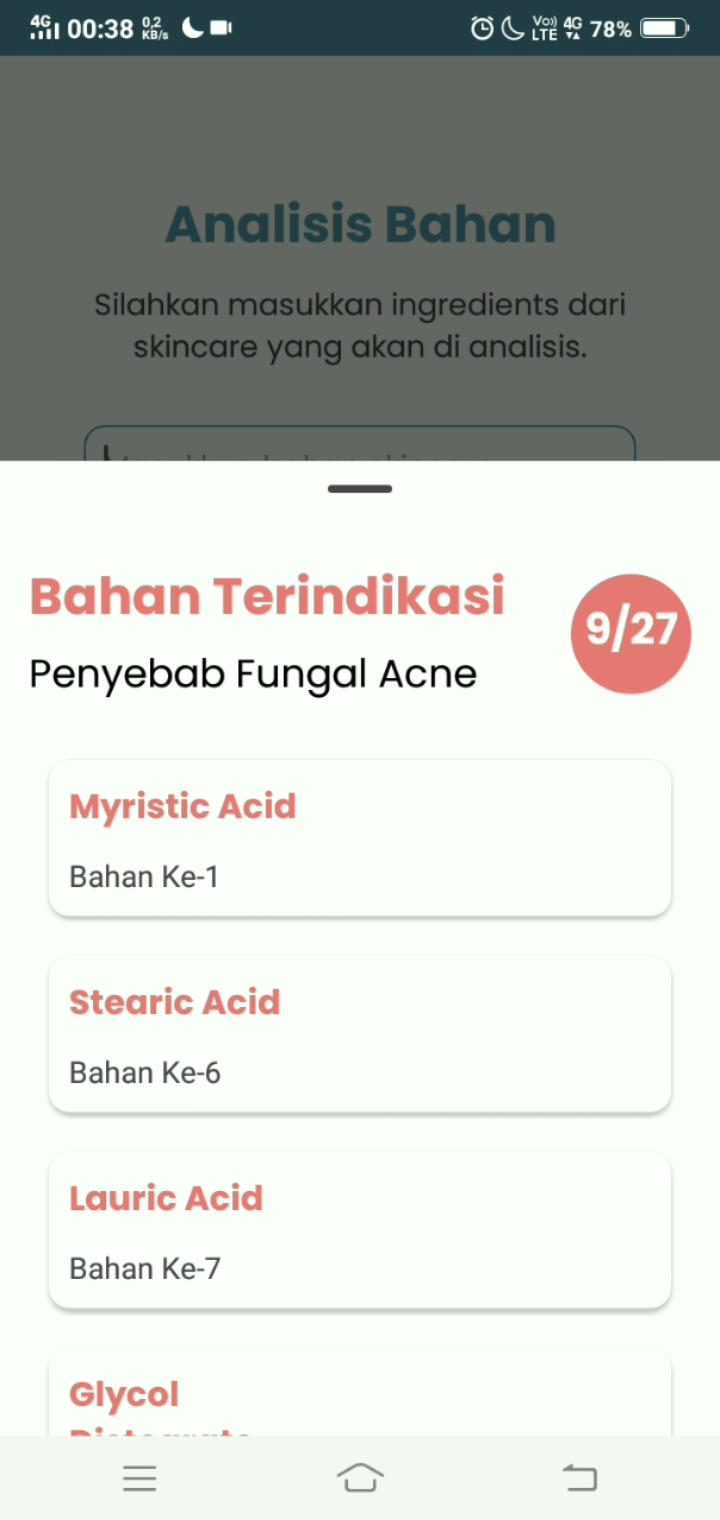 4G 00:38 0,2 KB/s Vo)) LTE 4G 78%
Analisis Bahan
Silahkan masukkan ingredients dari
skincare yang akan di analisis.
Bahan Terindikasi
9/27
Penyebab Fungal Acne
Myristic Acid
Bahan Ke-1
Stearic Acid
Bahan Ke-6
Lauric Acid
Bahan Ke-7
Glycol